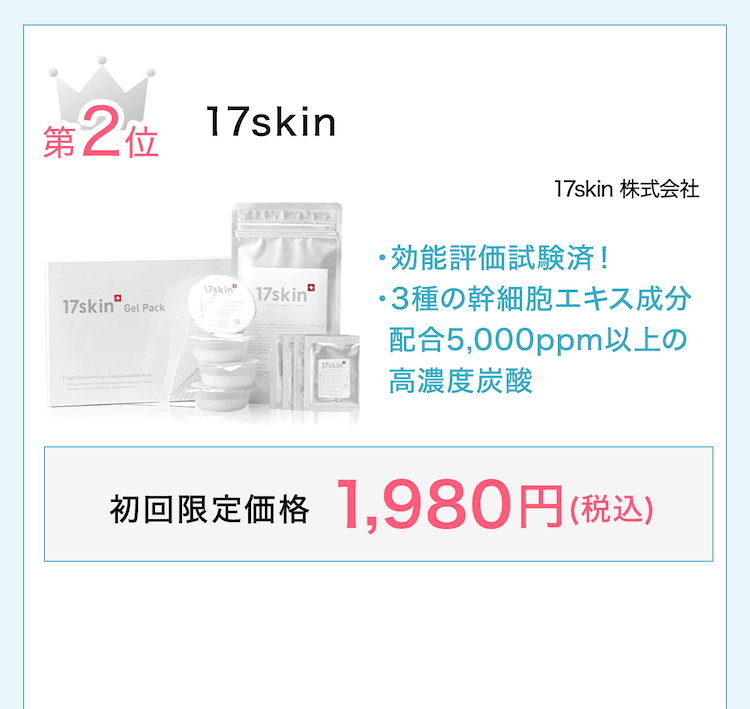 第2位
17skin
17skin 株式会社
・効能評価試験済！
・3種の幹細胞エキス成分
配合5,000ppm以上の
高濃度炭酸
17skin Gel Pack
17skin
17skin
17skin
初回限定価格 1,980円(税込)